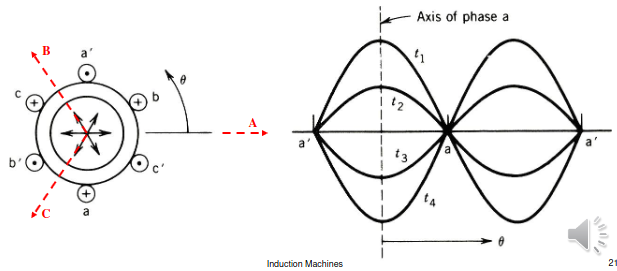 Axis of phase a
B
a'
θ
c
+
b
+
t1
t2
A
a'
a
a'
b'
c'
t3
C
+
a
t4
θ
Induction Machines
21